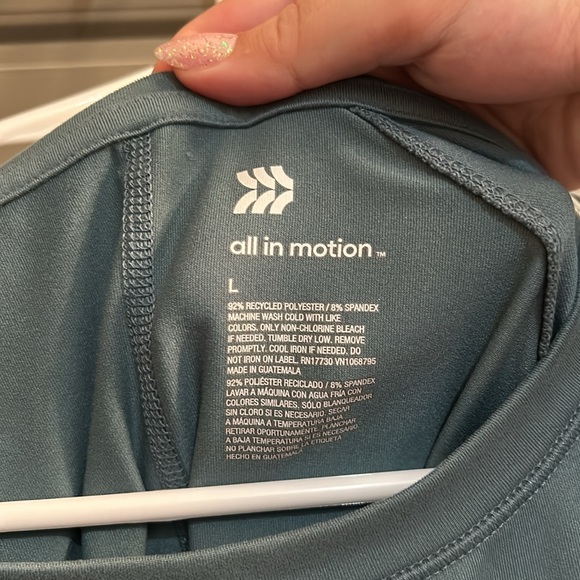 all in motion™
L
92% RECYCLED POLYESTER / 8% SPANDEX
MACHINE WASH COLD WITH LIKE
COLORS. ONLY NON-CHLORINE BLEACH
IF NEEDED. TUMBLE DRY LOW. REMOVE
PROMPTLY. COOL IRON IF NEEDED. DO
NOT IRON ON LABEL. RN17730 VN1068795
MADE IN GUATEMALA
92% POLIÉSTER RECICLADO / 8% SPANDEX
LAVAR A MÁQUINA CON AGUA FRÍA CON
COLORES SIMILARES. SÓLO BLANQUEADOR
SIN CLORO SI ES NECESARIO. SECAR
A MÁQUINA A TEMPERATURA BAJA
RETIRAR OPORTUNAMENTE. PLANCHAR
A BAJA TEMPERATURA SI ES NECESARIO.
NO PLANCHAR SOBRE LA ETIQUETA
HECHO EN GUATEMALA